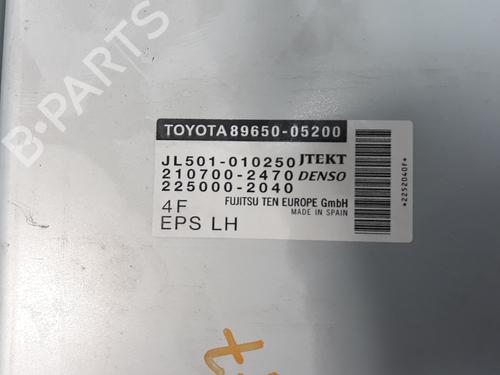 B-PARTS
TOYOTA 89650-05200
JL501-010250 JTEKT
210700-2470 DENSO
225000-2040
4F FUJITSU TEN EUROPE GmbH
MADE IN SPAIN
EPS LH
*2252040F*